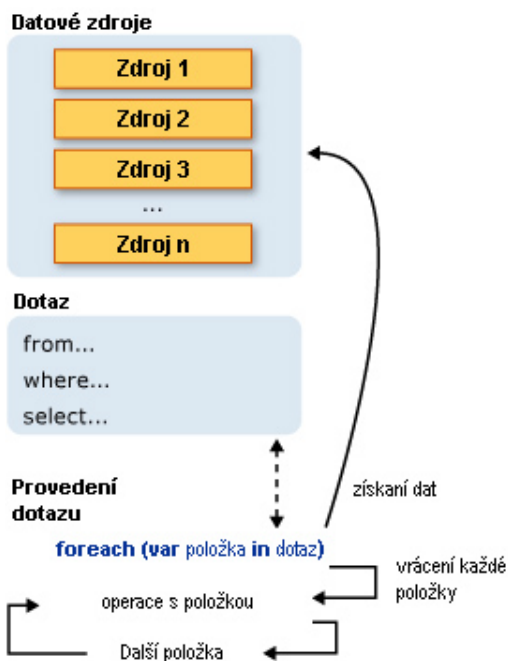 Datové zdroje
Zdroj 1
Zdroj 2
Zdroj 3
...
Zdroj n
Dotaz
from...
where...
select...
Provedení
dotazu
získaní dat
foreach (var položka in dotaz)
vrácení každé
položky
operace s položkou
Další položka